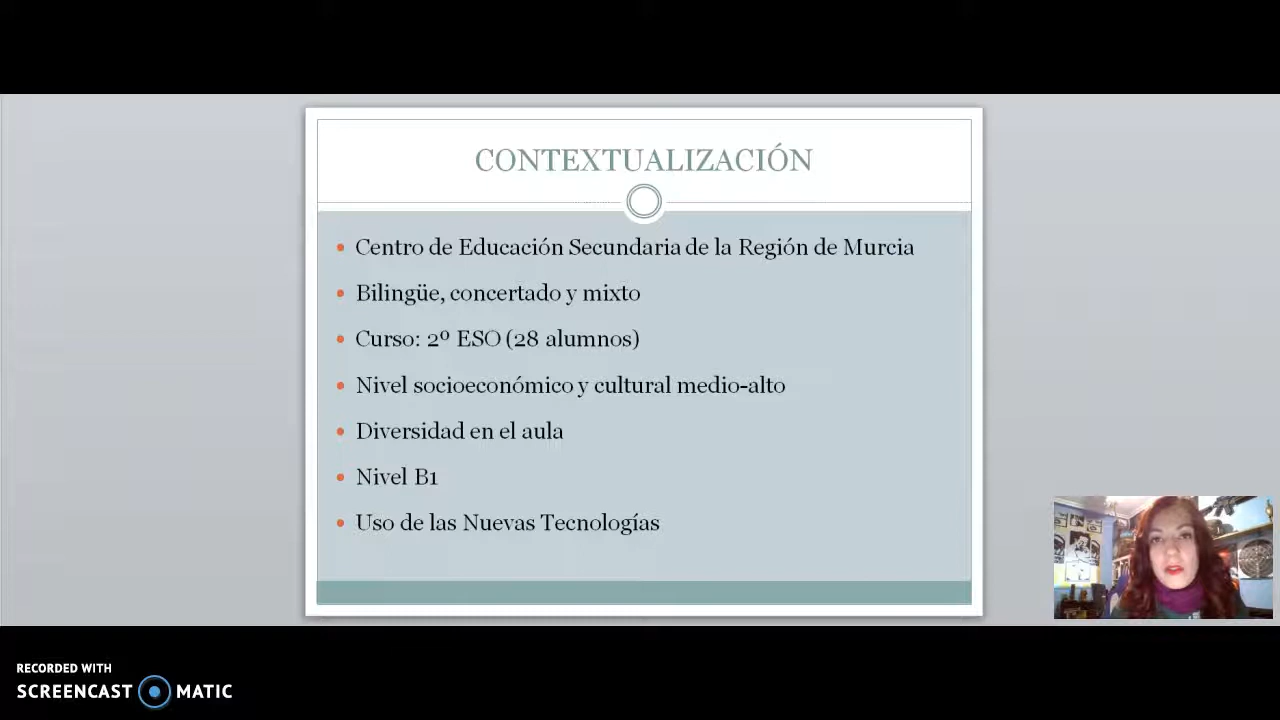 CONTEXTUALIZACIÓN
Centro de Educación Secundaria de la Región de Murcia
Bilingüe, concertado y mixto
Curso: 2º ESO (28 alumnos)
Nivel socioeconómico y cultural medio-alto
Diversidad en el aula
Nivel B1
Uso de las Nuevas Tecnologías
RECORDED WITH
SCREENCAST MATIC